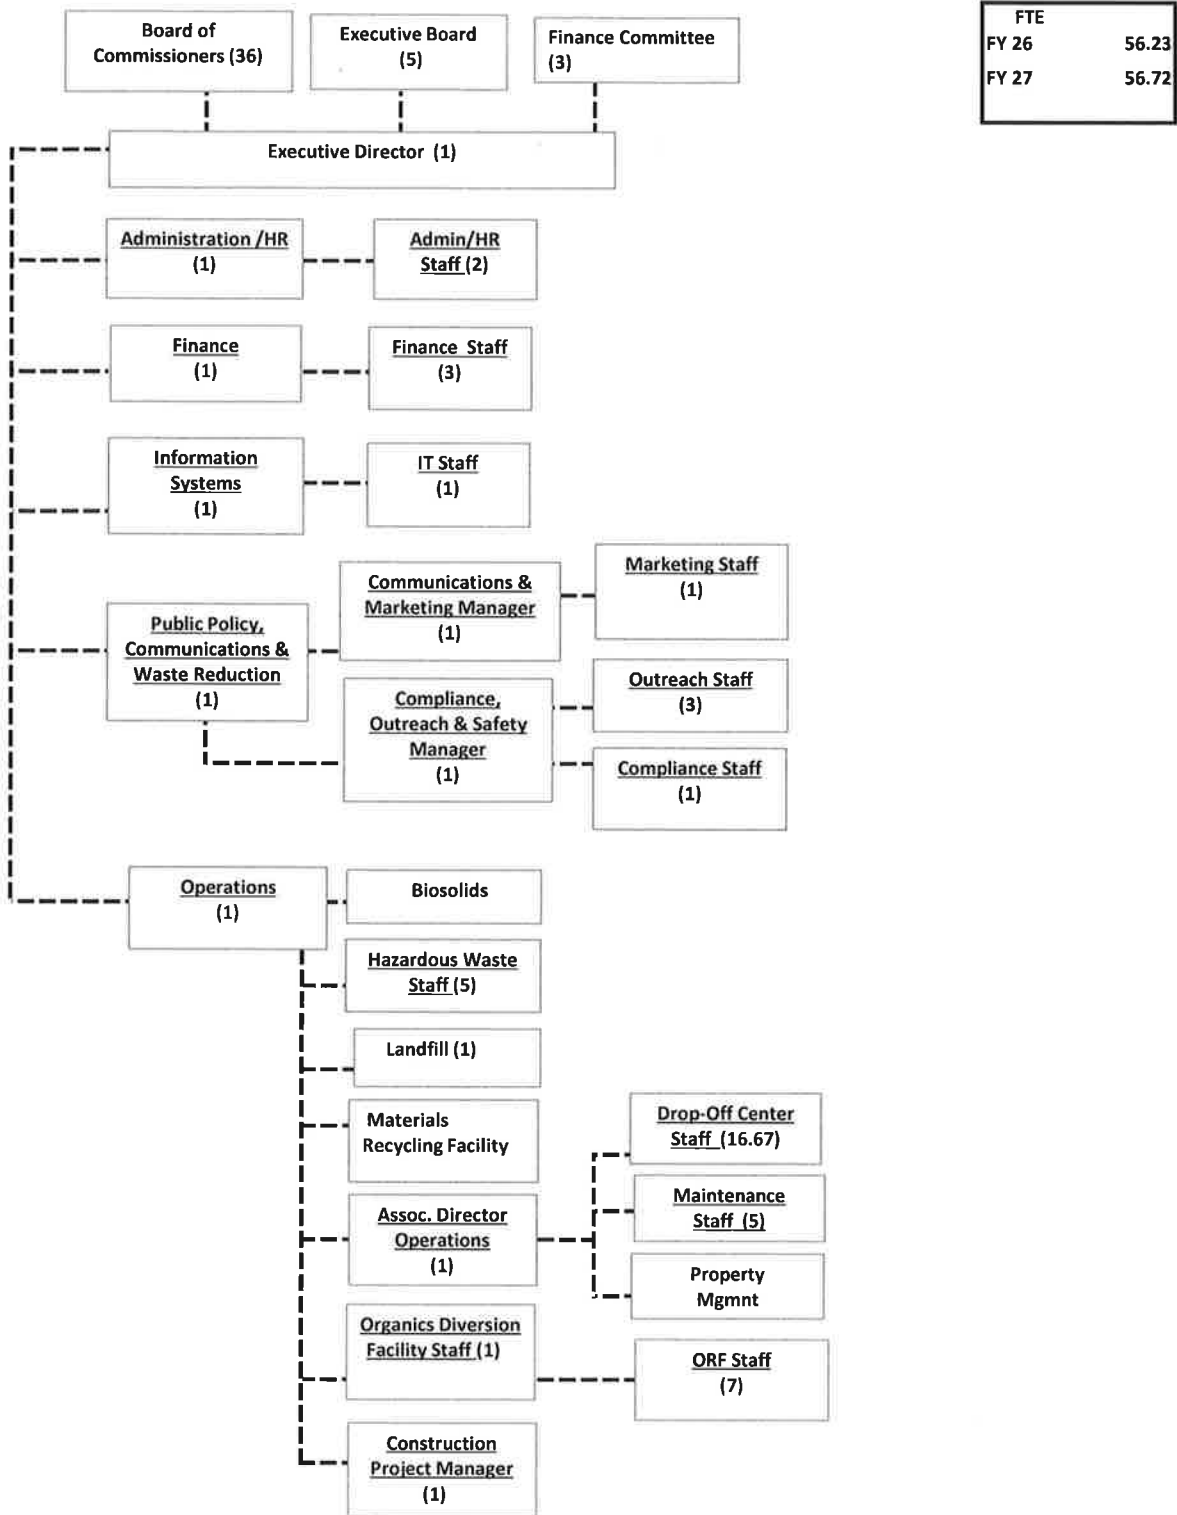 Board of
Commissioners (36)
Executive Board
(5)
Finance Committee
(3)
FTE
FY 26 56.23
FY 27 56.72
Executive Director (1)
Administration /HR
(1)
Admin/HR
Staff (2)
Finance
(1)
Finance Staff
(3)
Information
Systems
(1)
IT Staff
(1)
Public Policy,
Communications &
Waste Reduction
(1)
Communications &
Marketing Manager
(1)
Marketing Staff
(1)
Compliance,
Outreach & Safety
Manager
(1)
Outreach Staff
(3)
Compliance Staff
(1)
Operations
(1)
Biosolids
Hazardous Waste
Staff (5)
Landfill (1)
Materials
Recycling Facility
Assoc. Director
Operations
(1)
Drop-Off Center
Staff (16.67)
Maintenance
Staff (5)
Property
Mgmnt
Organics Diversion
Facility Staff (1)
ORF Staff
(7)
Construction
Project Manager
(1)